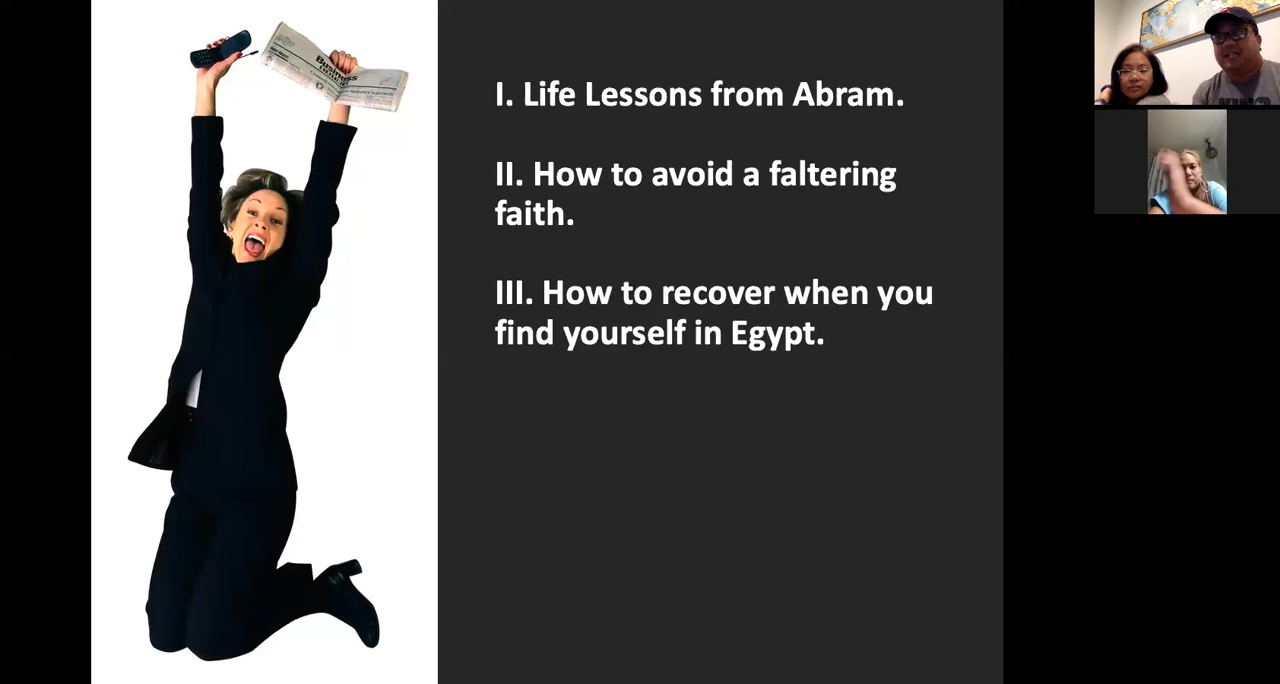 Business
I. Life Lessons from Abram.
II. How to avoid a faltering
faith.
III. How to recover when you
find yourself in Egypt.